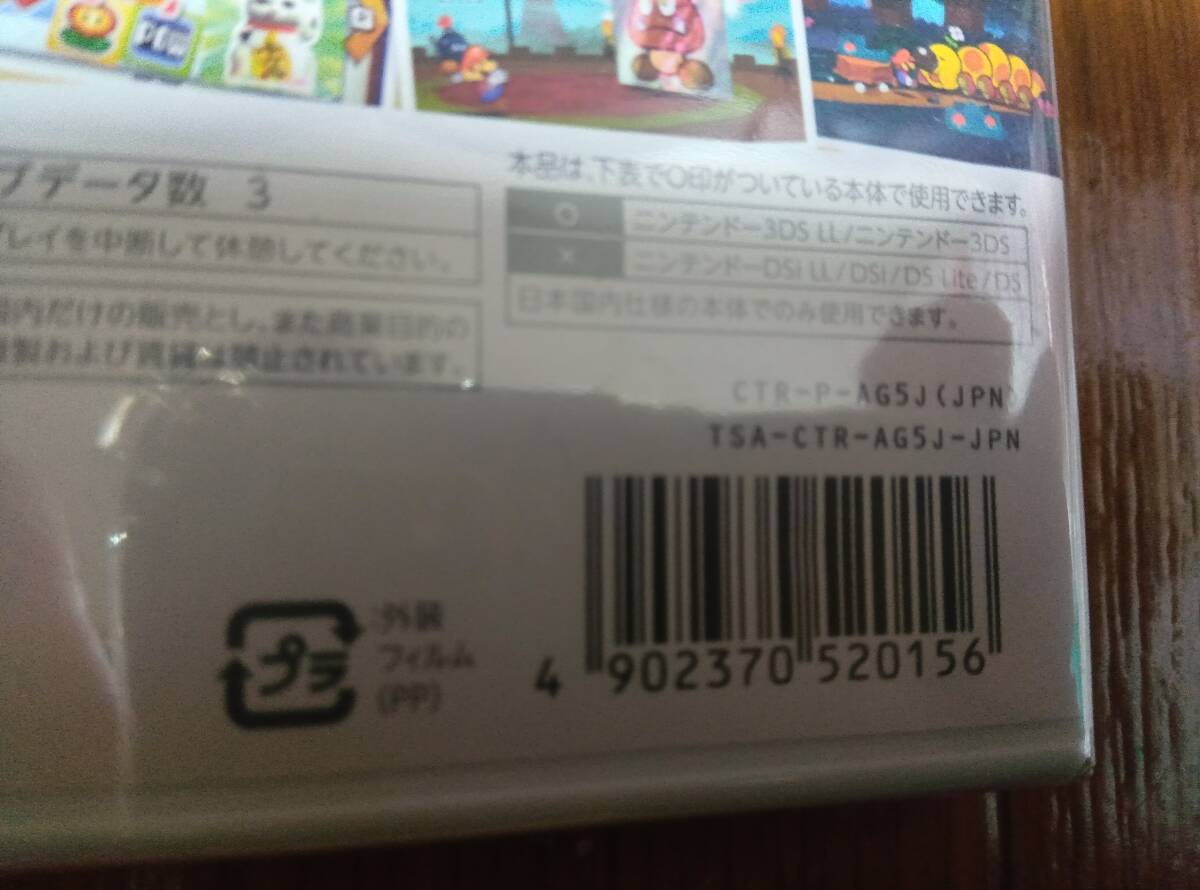 POW
ブデータ数 3
プレイを中断して休憩してください。
国内だけの販売とし、また商業目的の
複製および賃貸は禁止されています。
本品は、下表で○印がついている本体で使用できます。
○ ニンテンドー3DS LL/ニンテンドー3DS
× ニンテンドーDSi LL/DSi/DS Lite/DS
日本国内仕様の本体でのみ使用できます。
CTR-P-AG5J(JPN)
TSA-CTR-AG5J-JPN
プラ
:外装
フィルム
(PP)
4 902370 520156